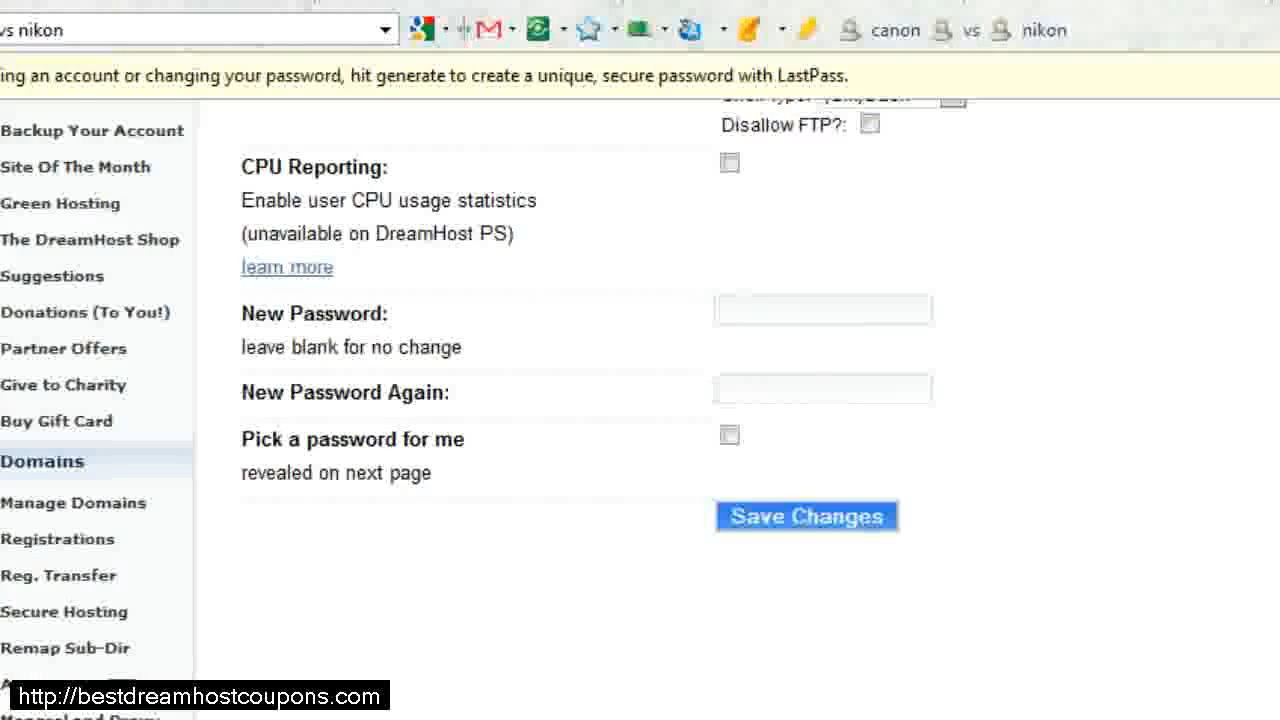 vs nikon
canon vs nikon
ing an account or changing your password, hit generate to create a unique, secure password with LastPass.
Disallow FTP?:
Backup Your Account
Site Of The Month
Green Hosting
The DreamHost Shop
Suggestions
Donations (To You!)
Partner Offers
Give to Charity
Buy Gift Card
Domains
Manage Domains
Registrations
Reg. Transfer
Secure Hosting
Remap Sub-Dir
CPU Reporting:
Enable user CPU usage statistics
(unavailable on DreamHost PS)
learn more
New Password:
leave blank for no change
New Password Again:
Pick a password for me
revealed on next page
Save Changes
http://bestdreamhostcoupons.com